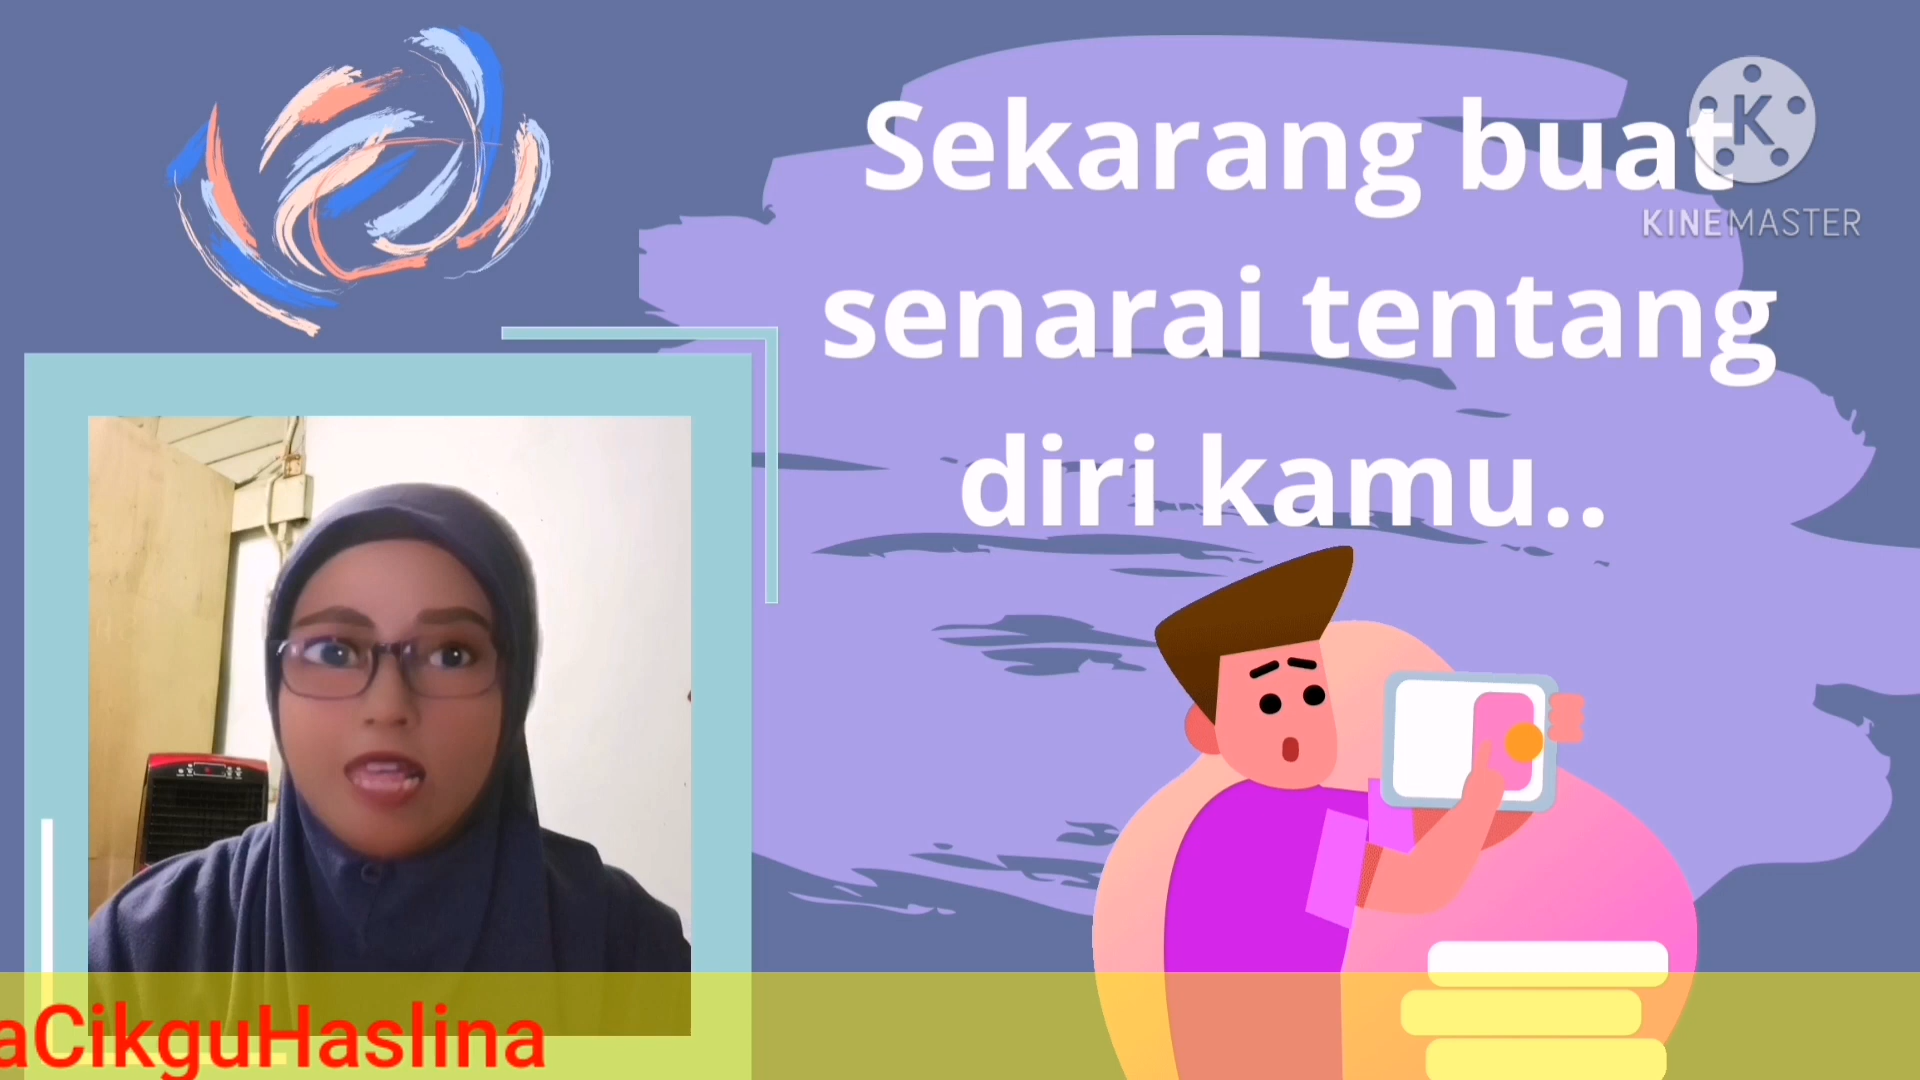 Sekarang buat
senarai tentang
diri kamu..
K
KINEMASTER
aCikguHaslina